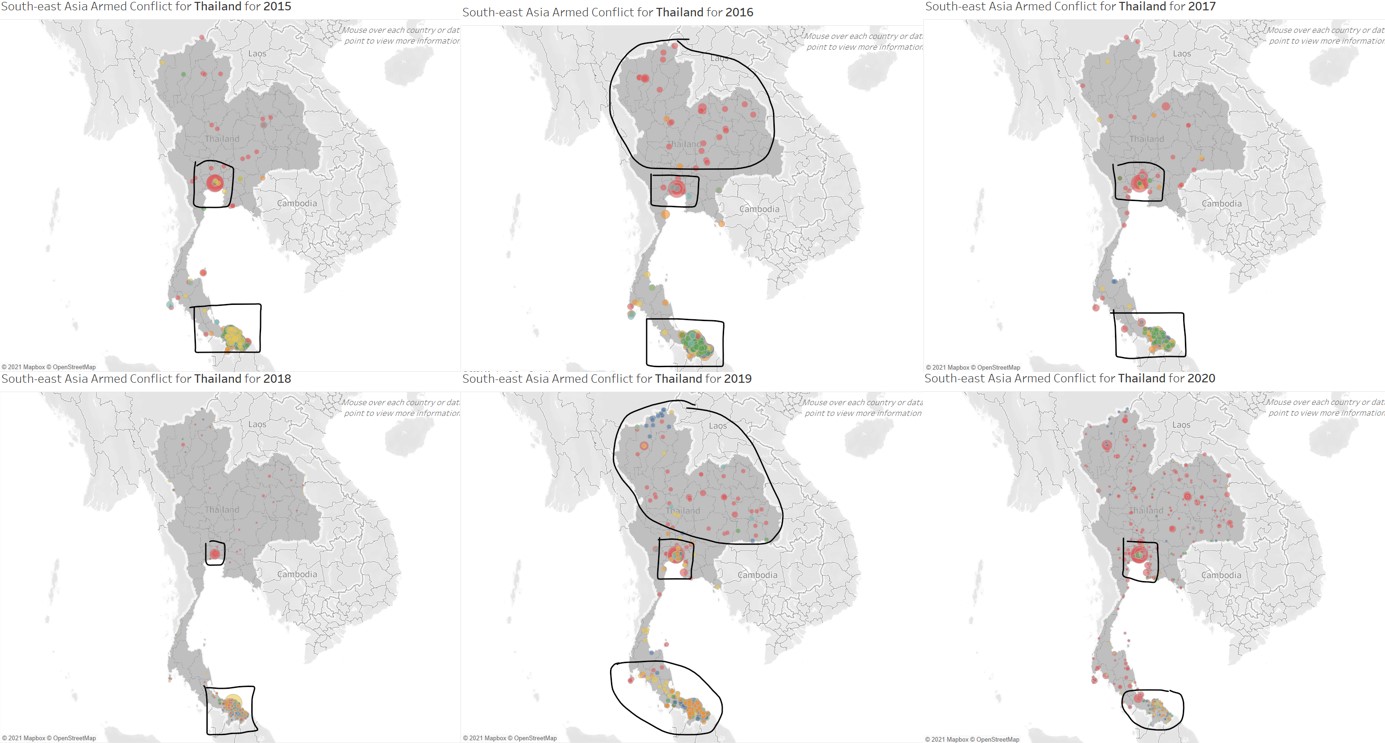 South-east Asia Armed Conflict for Thailand for 2015
Mouse over each country or dat
point to view more information
Laos
Thailand
Cambodia
© 2021 Mapbox © OpenStreetMap
South-east Asia Armed Conflict for Thailand for 2016
Mouse over each country or dat
point to view more information
Laos
Thailand
Cambodia
© 2021 Mapbox © OpenStreetMap
South-east Asia Armed Conflict for Thailand for 2017
Mouse over each country or dat
point to view more information
Laos
Thailand
Cambodia
© 2021 Mapbox © OpenStreetMap
South-east Asia Armed Conflict for Thailand for 2018
Mouse over each country or data
point to view more information
Laos
Thailand
Cambodia
© 2021 Mapbox © OpenStreetMap
South-east Asia Armed Conflict for Thailand for 2019
Mouse over each country or data
point to view more information
Laos
Thailand
Cambodia
© 2021 Mapbox © OpenStreetMap
South-east Asia Armed Conflict for Thailand for 2020
Mouse over each country or dat
point to view more information
Laos
Thailand
Cambodia
© 2021 Mapbox © OpenStreetMap